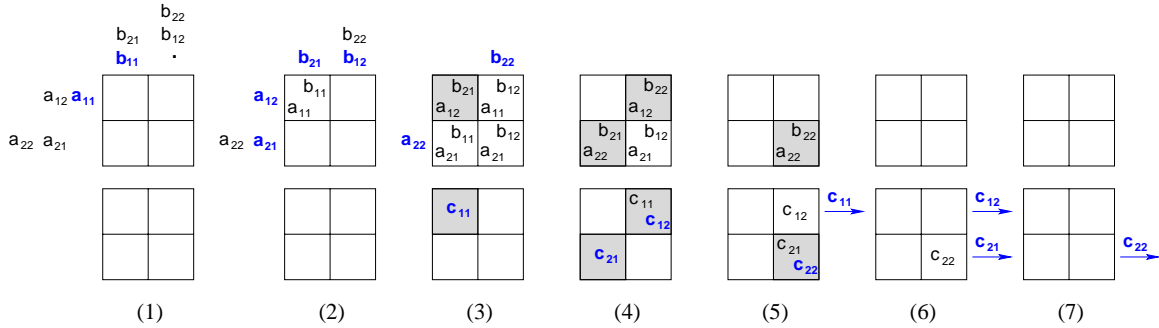 b22
b21 b12 b22
b11 . b21 b12 b22
b11 b21 b12 b22
a12 a11 a12 a11 a12 a11 a12
b11 b12 b21 b12 b22
a22 a21 a22 a21 a22 a21 a21 a22 a21 a22
c11 c11 c12
c11 c12 c12
c21 c21 c21 c22
c22 c22
(1) (2) (3) (4) (5) (6) (7)